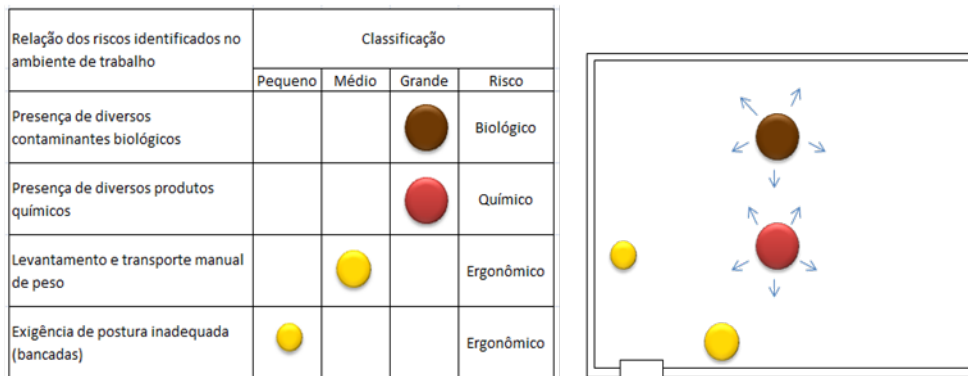 Relação dos riscos identificados no
ambiente de trabalho
Classificação
Pequeno Médio Grande Risco
Presença de diversos
contaminantes biológicos
Biológico
Presença de diversos produtos
químicos
Químico
Levantamento e transporte manual
de peso
Ergonômico
Exigência de postura inadequada
(bancadas)
Ergonômico